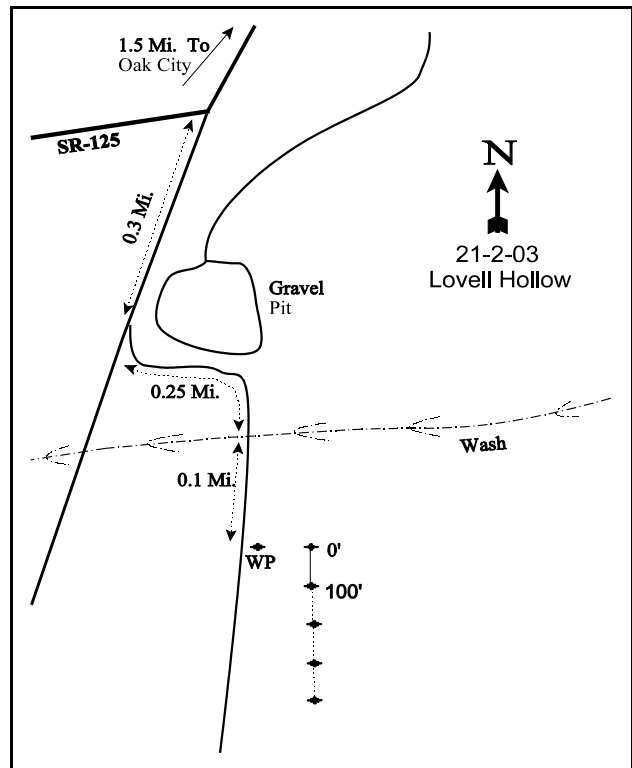 1.5 Mi. To
Oak City
SR-125
N
0.3 Mi.
21-2-03
Lovell Hollow
Gravel
Pit
0.25 Mi.
Wash
0.1 Mi.
WP
0'
100'